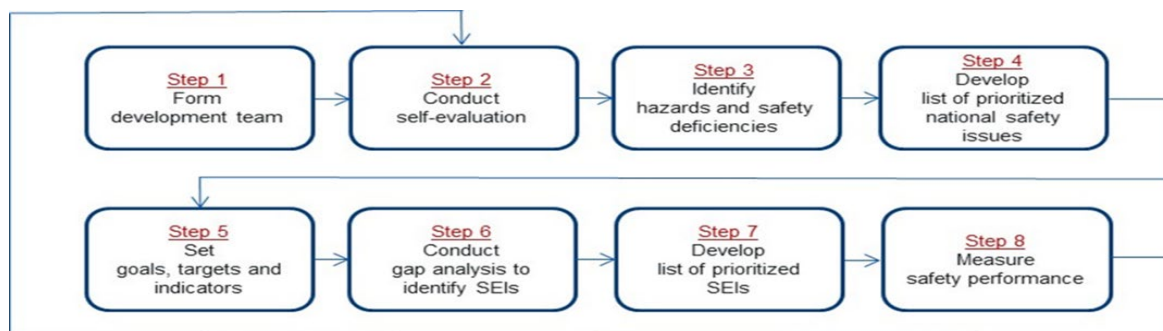 Step 1
Form
development team
Step 2
Conduct
self-evaluation
Step 3
Identify
hazards and safety
deficiencies
Step 4
Develop
list of prioritized
national safety
issues
Step 5
Set
goals, targets and
indicators
Step 6
Conduct
gap analysis to
identify SEIs
Step 7
Develop
list of prioritized
SEIs
Step 8
Measure
safety performance